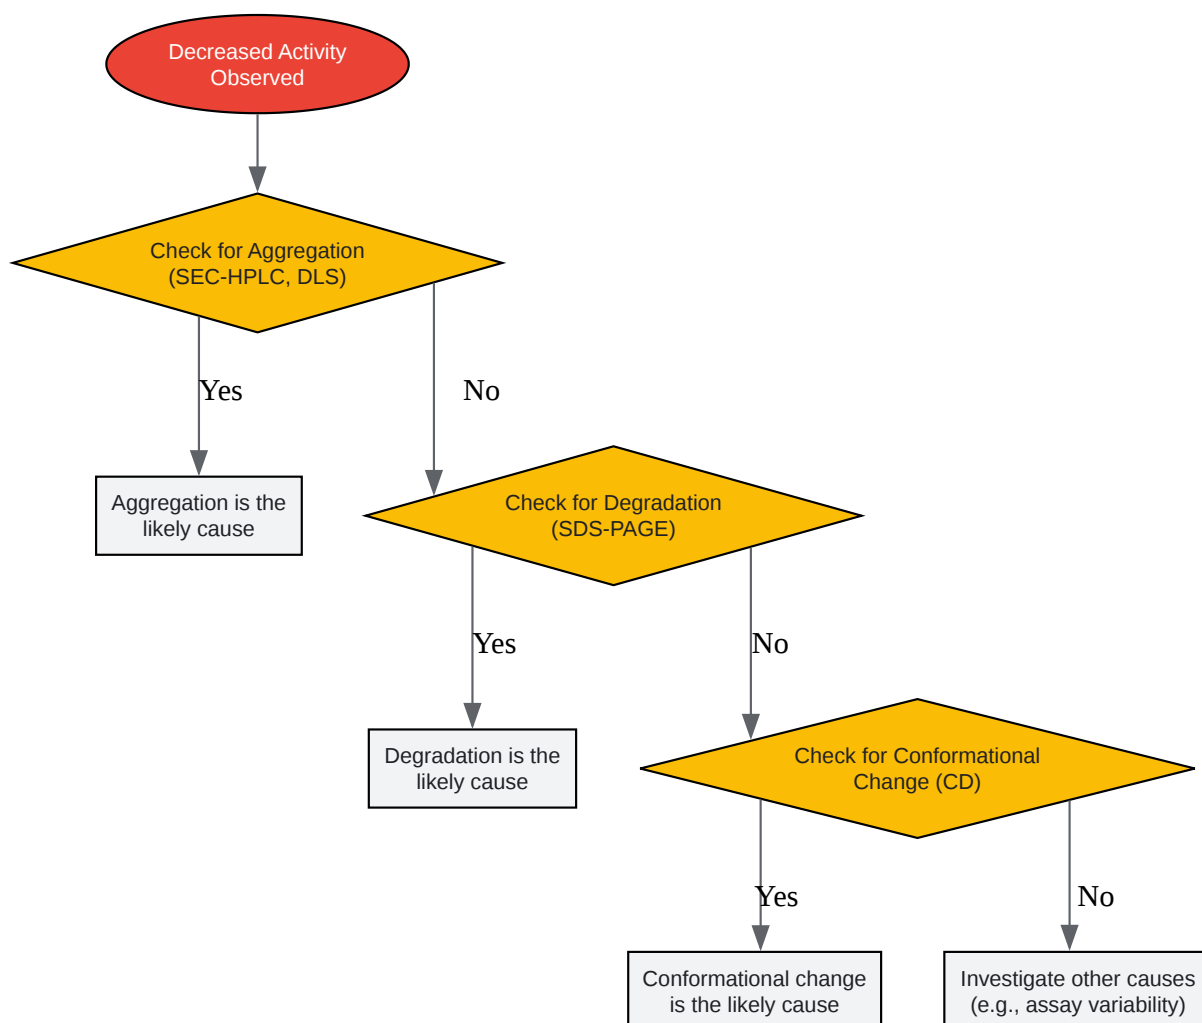 Decreased Activity
Observed
Check for Aggregation
(SEC-HPLC, DLS)
Yes
No
Aggregation is the
likely cause
Check for Degradation
(SDS-PAGE)
Yes
No
Degradation is the
likely cause
Check for Conformational
Change (CD)
Yes
No
Conformational change
is the likely cause
Investigate other causes
(e.g., assay variability)